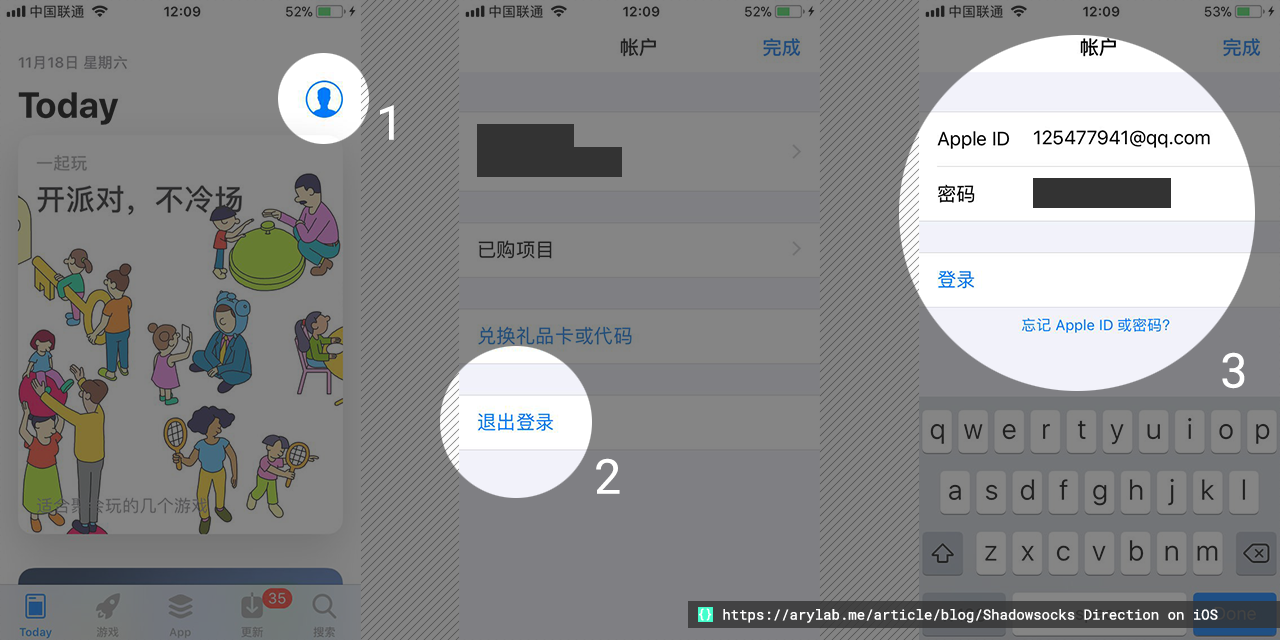 中国联通 12:09 52%
11月18日 星期六
Today
1
一起玩
开派对，不冷场
适合聚会玩的几个游戏
35
Today 游戏 App 更新 搜索
中国联通 12:09 52%
帐户 完成
已购项目
兑换礼品卡或代码
退出登录
2
中国联通 12:09 53%
帐户 完成
Apple ID 125477941@qq.com
密码
登录
忘记 Apple ID 或密码?
3
q w e r t y u i o p
a s d f g h j k l
z x c v b n m
{} https://arylab.me/article/blog/Shadowsocks Direction on iOS